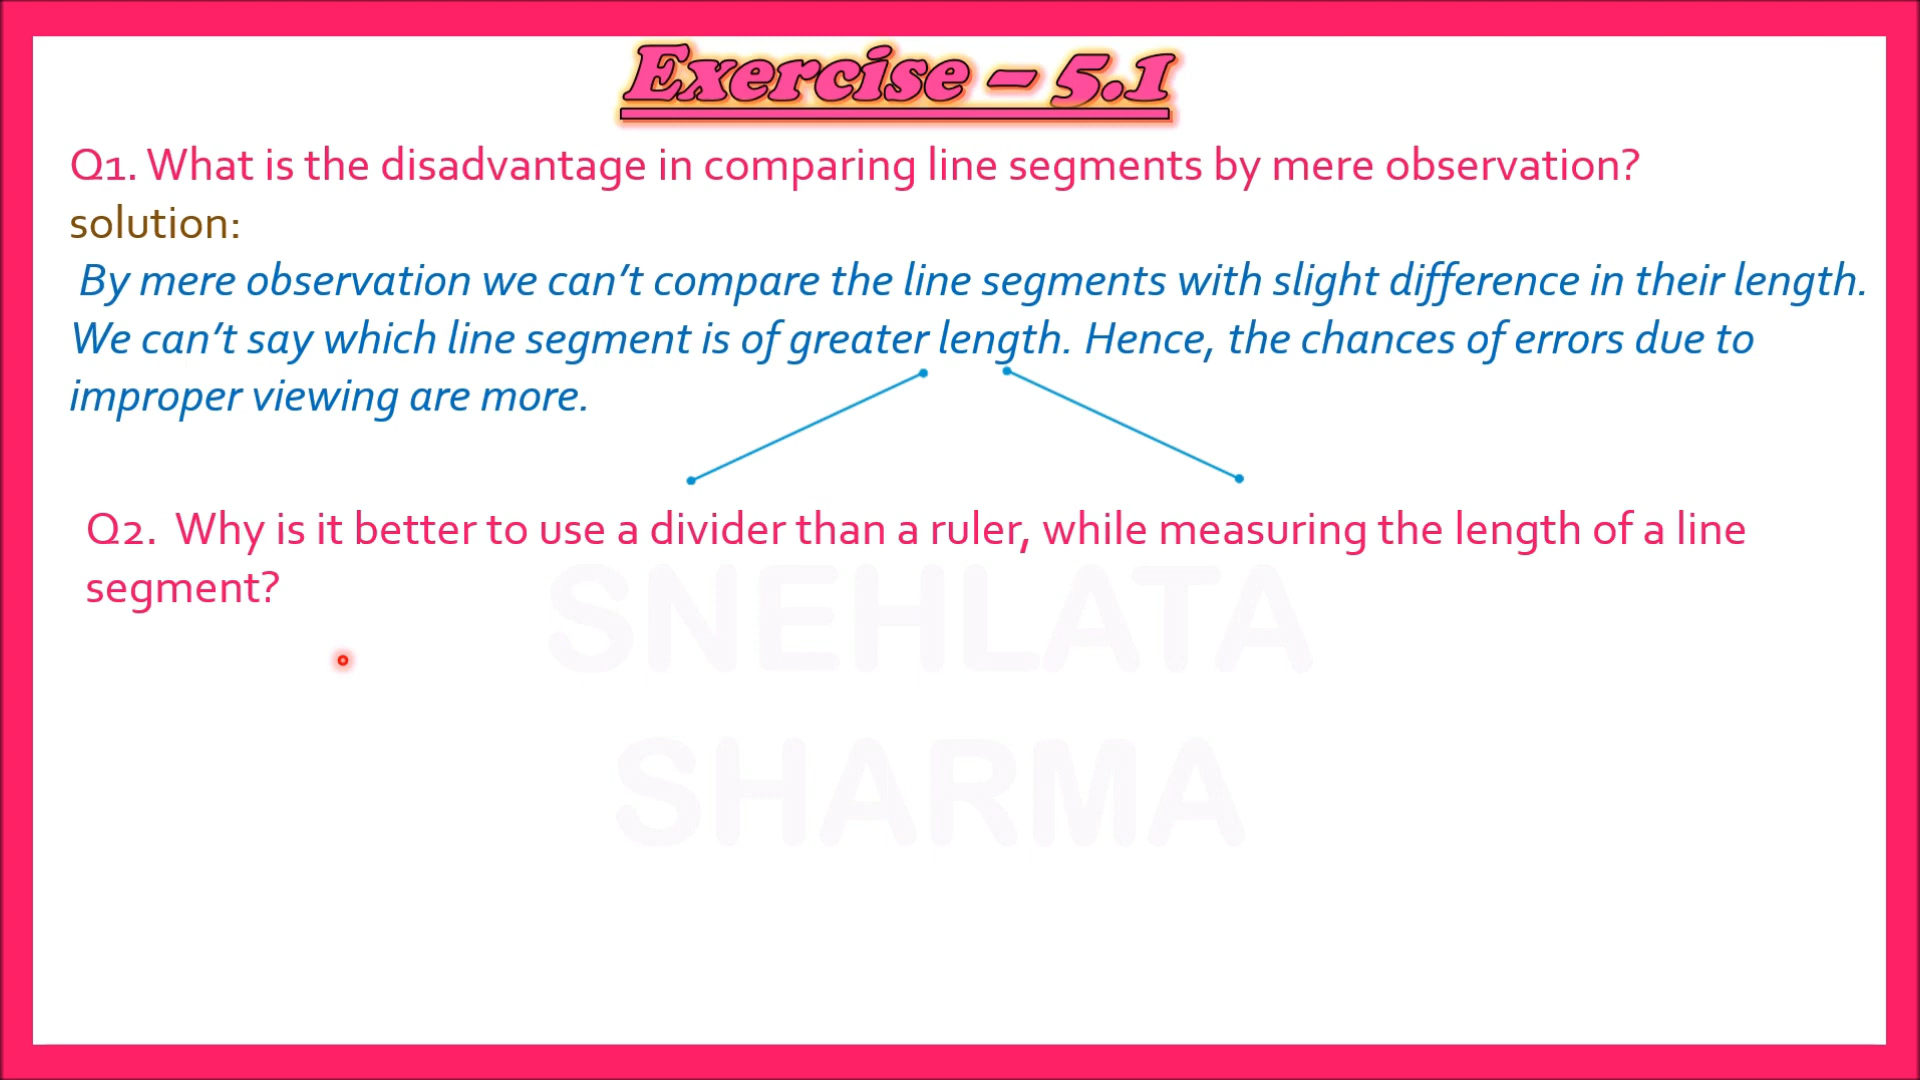 Exercise – 5.1
Q1. What is the disadvantage in comparing line segments by mere observation?
solution:
By mere observation we can’t compare the line segments with slight difference in their length.
We can’t say which line segment is of greater length. Hence, the chances of errors due to
improper viewing are more.
Q2. Why is it better to use a divider than a ruler, while measuring the length of a line
segment?
SNEHLATA
SHARMA